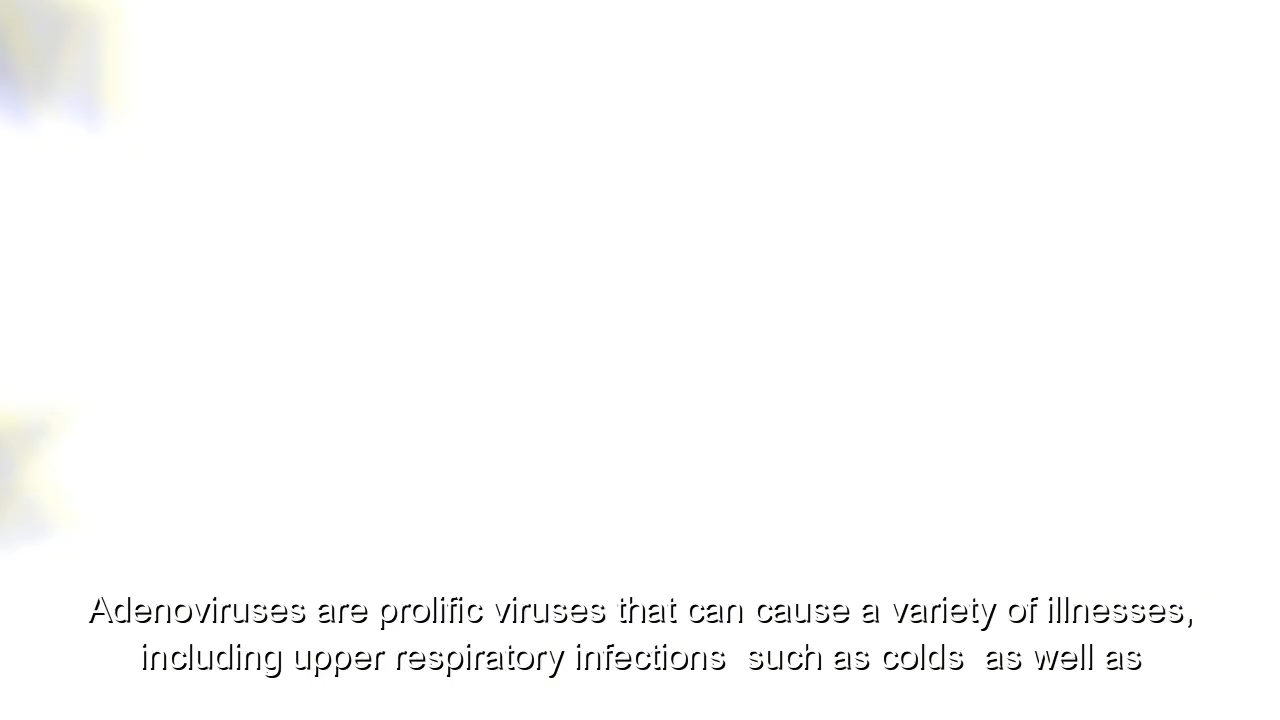 Adenoviruses are prolific viruses that can cause a variety of illnesses,
including upper respiratory infections  such as colds  as well as